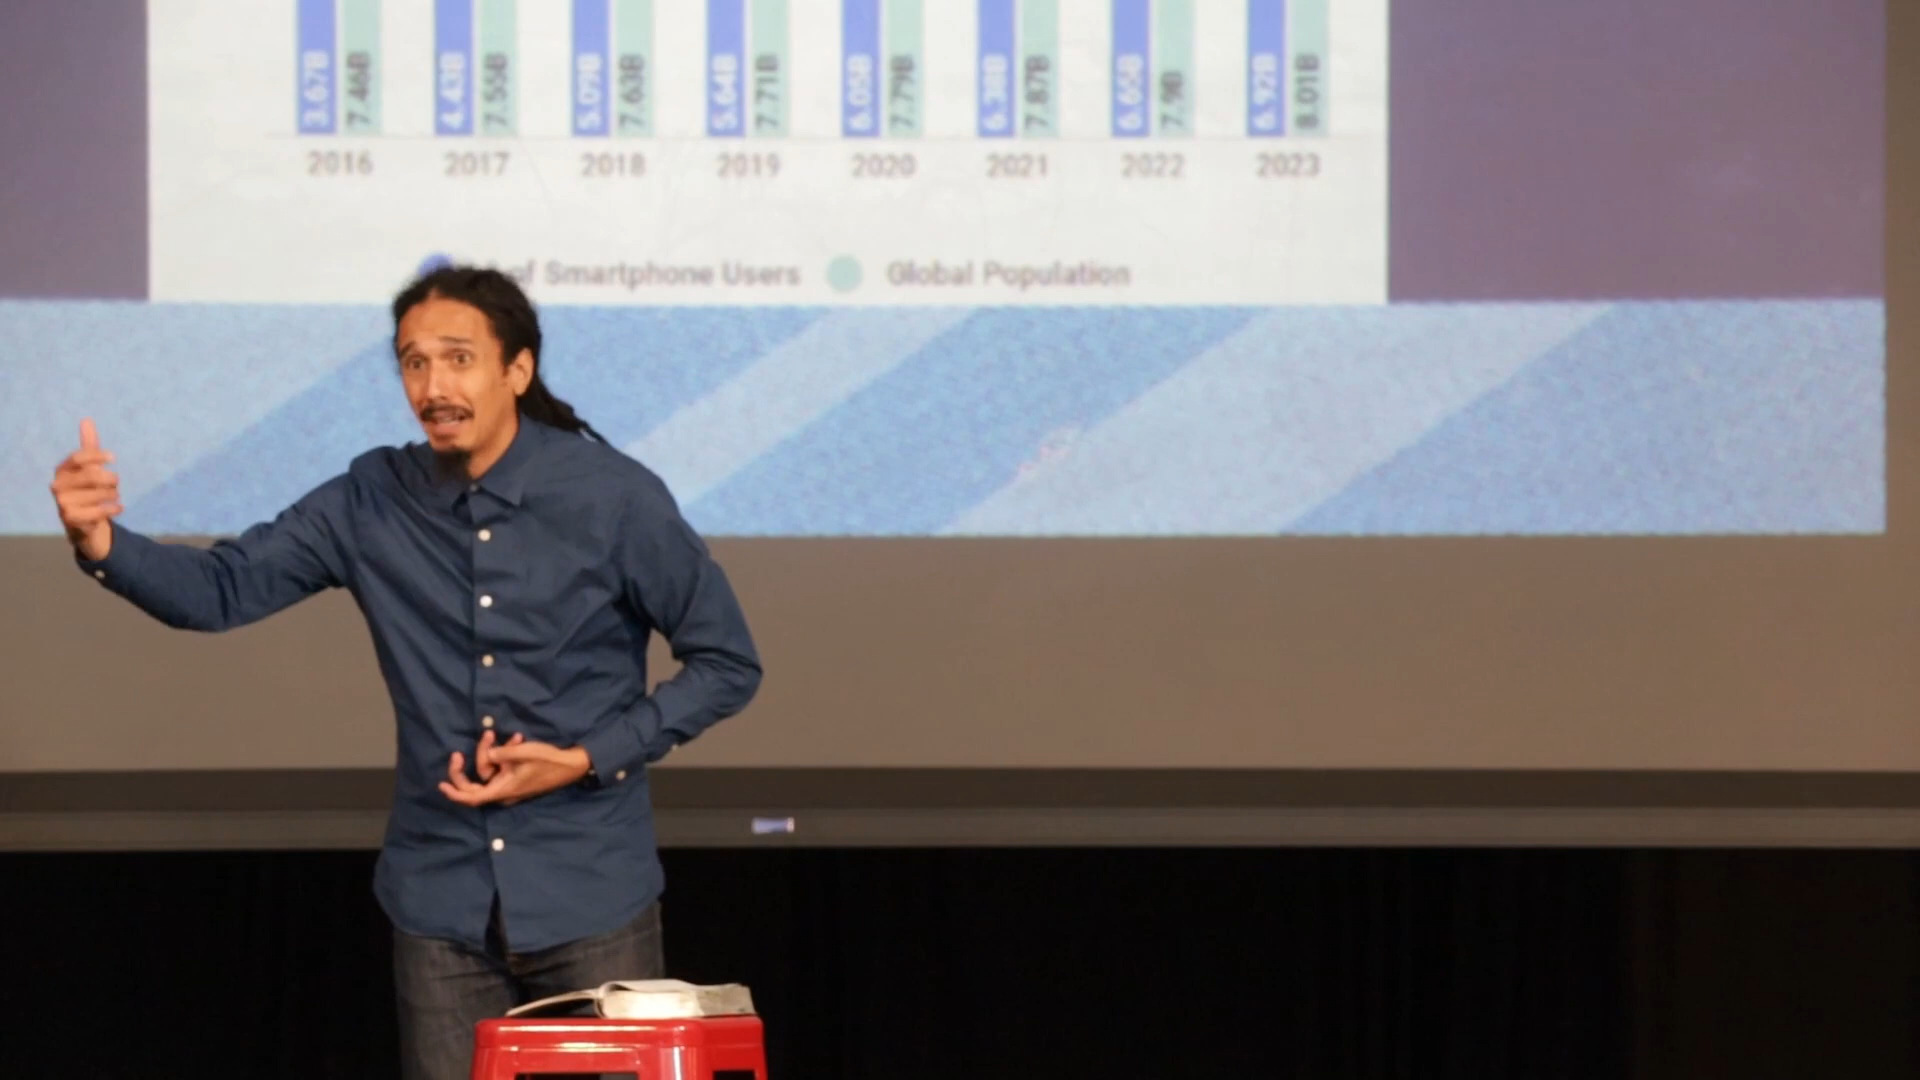 3.67B 7.46B 4.43B 7.55B 5.09B 7.63B 5.64B 7.71B 6.05B 7.79B 6.38B 7.87B 6.65B 7.9B 6.92B 8.01B
2016 2017 2018 2019 2020 2021 2022 2023
of Smartphone Users Global Population